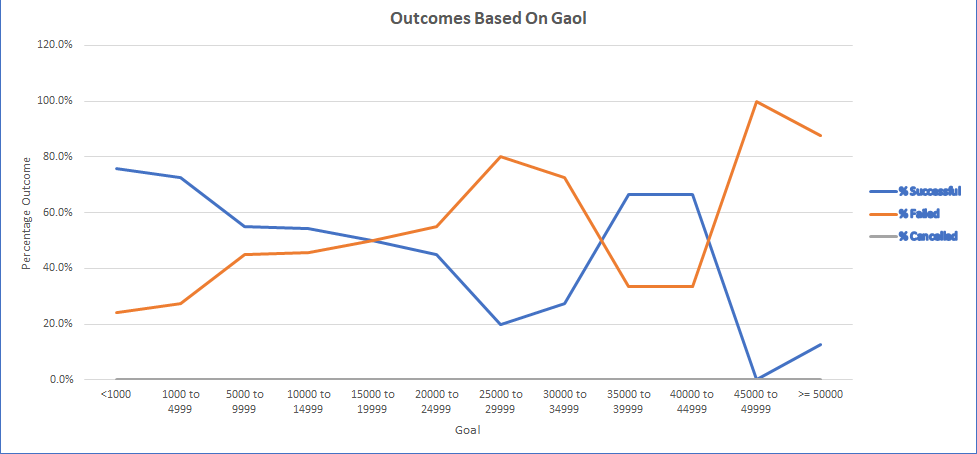 Outcomes Based On Gaol
120.0%
100.0%
80.0%
60.0%
40.0%
20.0%
0.0%
Percentage Outcome
<1000
1000 to
4999
5000 to
9999
10000 to
14999
15000 to
19999
20000 to
24999
25000 to
29999
30000 to
34999
35000 to
39999
40000 to
44999
45000 to
49999
>= 50000
Goal
% Successful
% Failed
% Cancelled